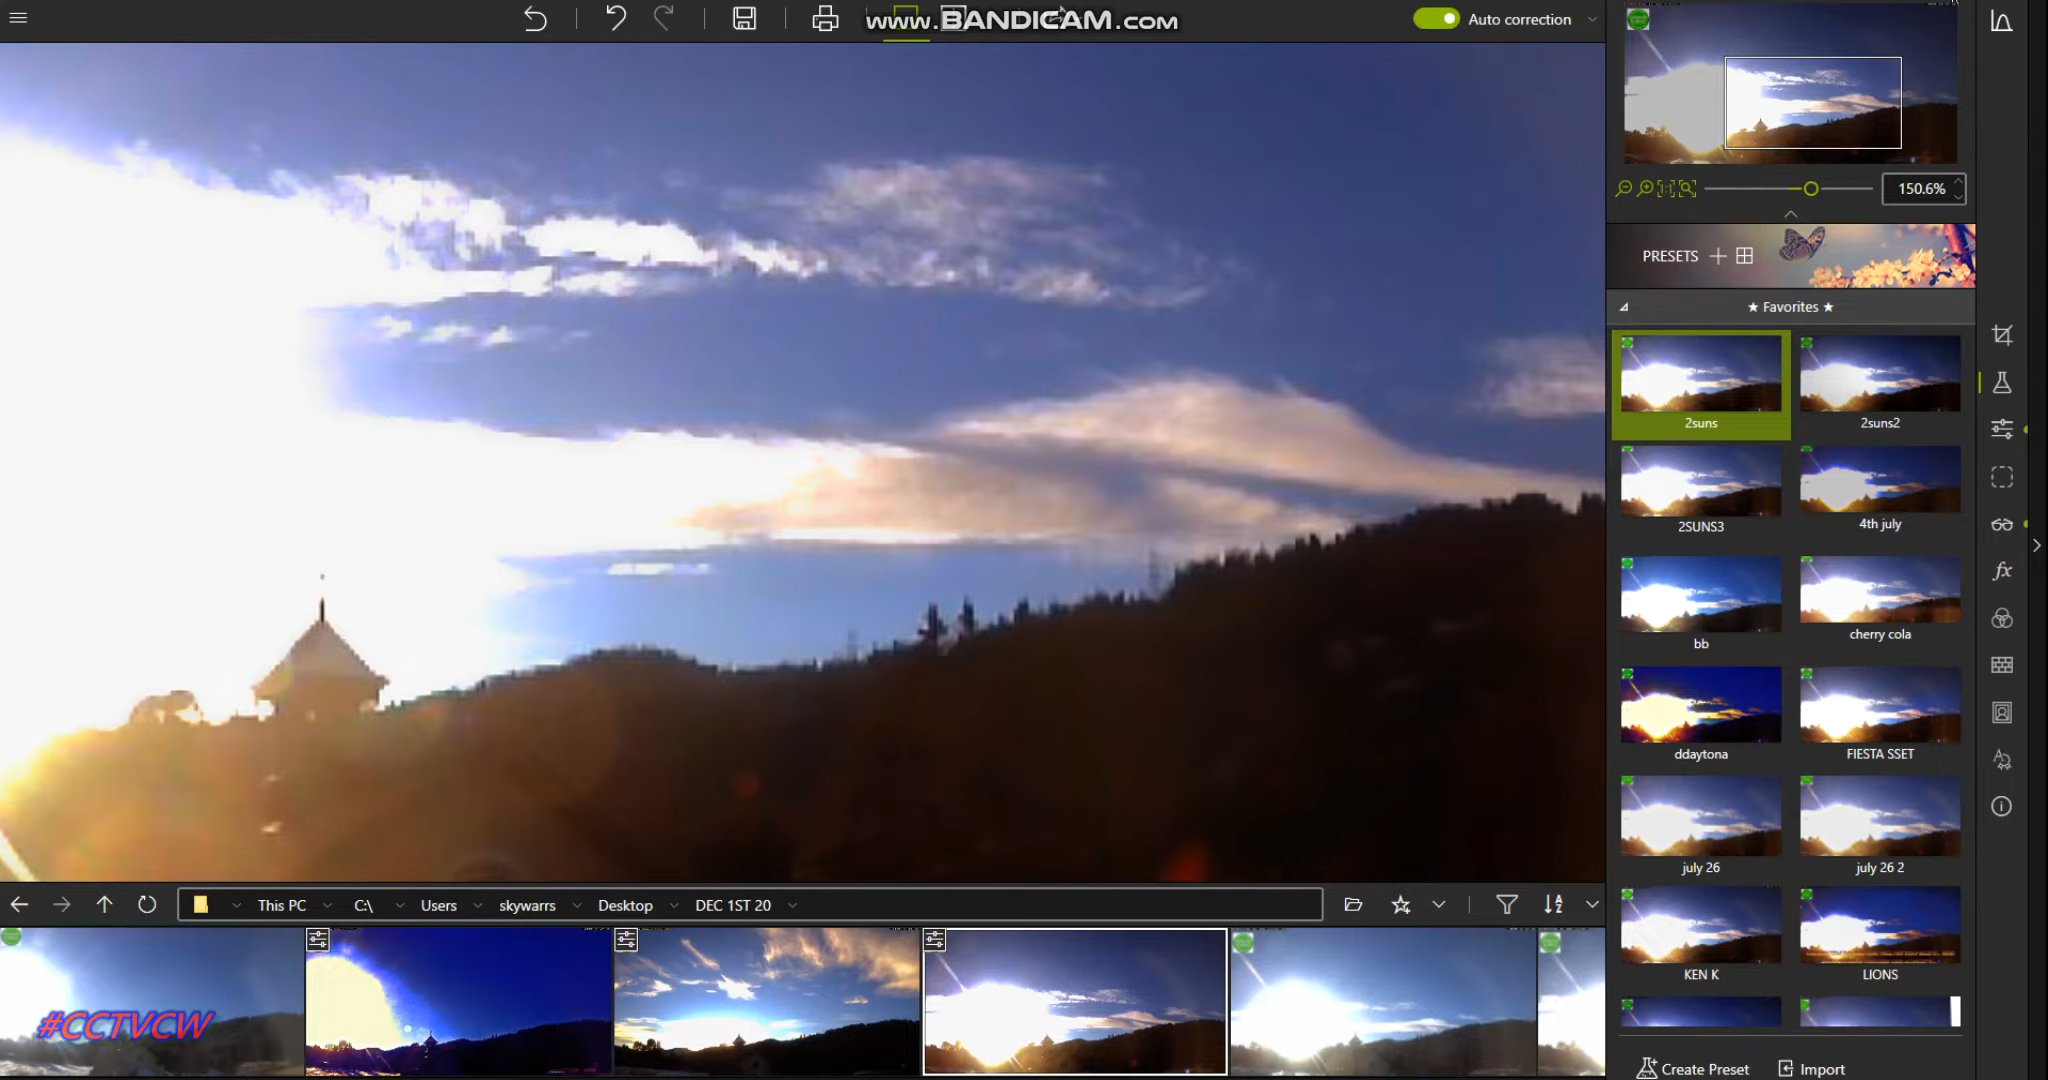 www.BANDICAM.com
Auto correction
150.6%
PRESETS
★ Favorites ★
2suns
2suns2
2SUNS3
4th july
bb
cherry cola
ddaytona
FIESTA SSET
july 26
july 26 2
KEN K
LIONS
This PC
C:\
Users
skywarrs
Desktop
DEC 1ST 20
#CCTVCW
Create Preset
Import